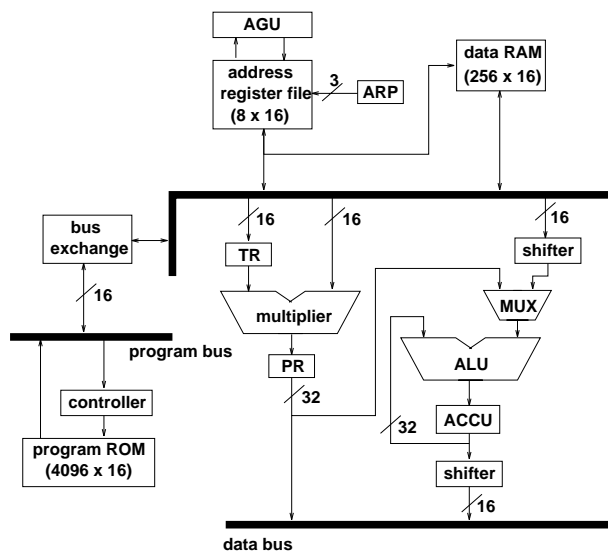 AGU
address
register file
(8 x 16)
3
ARP
data RAM
(256 x 16)
bus
exchange
16
16
16
16
TR
shifter
multiplier
MUX
program bus
PR
ALU
32
controller
ACCU
32
program ROM
(4096 x 16)
shifter
16
data bus